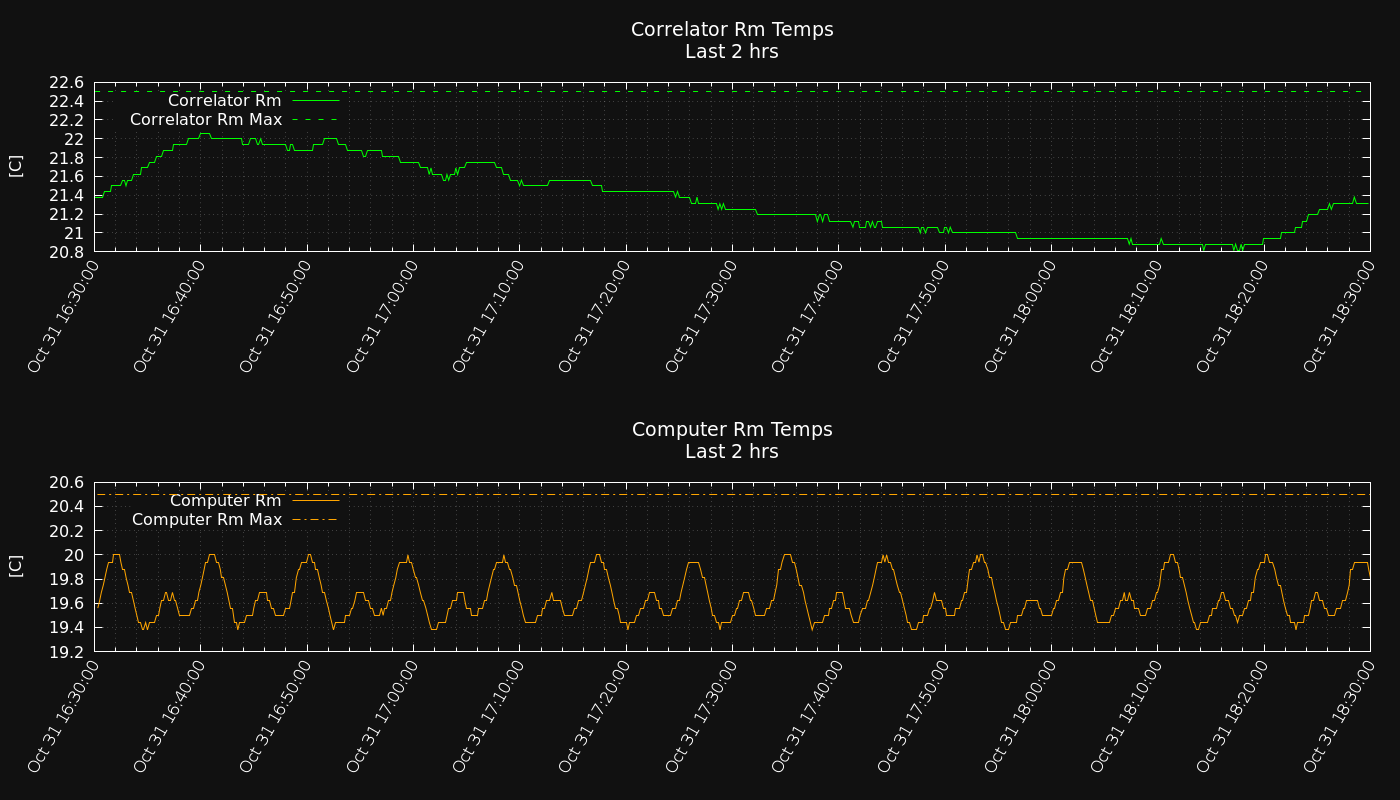 Correlator Rm Temps
Last 2 hrs
22.6
22.4
22.2
22
21.8
21.6
21.4
21.2
21
20.8
[C]
Correlator Rm
Correlator Rm Max
Oct 31 16:30:00
Oct 31 16:40:00
Oct 31 16:50:00
Oct 31 17:00:00
Oct 31 17:10:00
Oct 31 17:20:00
Oct 31 17:30:00
Oct 31 17:40:00
Oct 31 17:50:00
Oct 31 18:00:00
Oct 31 18:10:00
Oct 31 18:20:00
Oct 31 18:30:00
Computer Rm Temps
Last 2 hrs
20.6
20.4
20.2
20
19.8
19.6
19.4
19.2
[C]
Computer Rm
Computer Rm Max
Oct 31 16:30:00
Oct 31 16:40:00
Oct 31 16:50:00
Oct 31 17:00:00
Oct 31 17:10:00
Oct 31 17:20:00
Oct 31 17:30:00
Oct 31 17:40:00
Oct 31 17:50:00
Oct 31 18:00:00
Oct 31 18:10:00
Oct 31 18:20:00
Oct 31 18:30:00